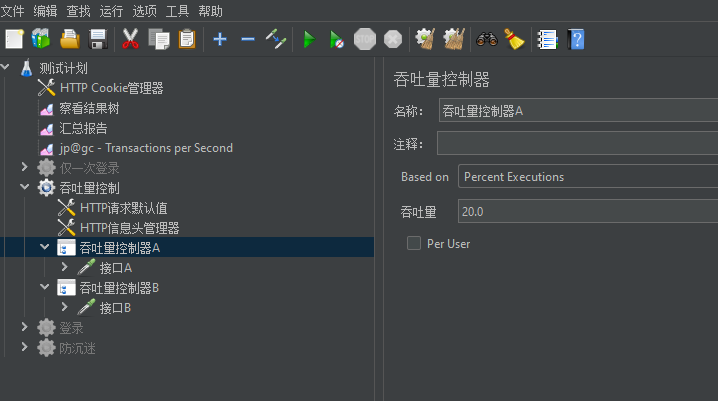 文件 编辑 查找 运行 选项 工具 帮助
测试计划
HTTP Cookie管理器
察看结果树
汇总报告
jp@gc - Transactions per Second
仅一次登录
吞吐量控制
HTTP请求默认值
HTTP信息头管理器
吞吐量控制器A
接口A
吞吐量控制器B
接口B
登录
防沉迷
吞吐量控制器
名称： 吞吐量控制器A
注释：
Based on Percent Executions
吞吐量 20.0
Per User